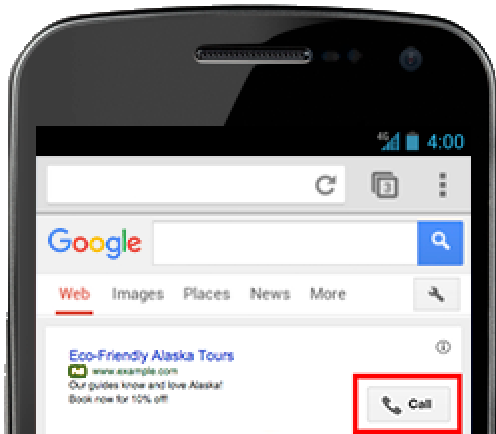 4G 4:00
3
Google
Web Images Places News More
Eco-Friendly Alaska Tours
Ad www.example.com
Our guides know and love Alaska!
Book now for 10% off!
Call